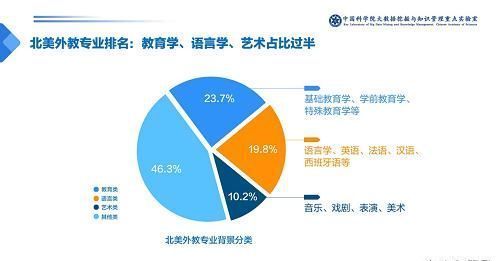 中国科学院大数据挖掘与知识管理重点实验室
Key Laboratory of Big Data Mining and Knowledge Management, Chinese Academy of Sciences
北美外教专业排名:教育学、语言学、艺术占比过半
23.7%
19.8%
10.2%
46.3%
基础教育学、学前教育学、
特殊教育学等
语言学、英语、法语、汉语、
西班牙语等
音乐、戏剧、表演、美术
教育类
语言类
艺术类
其他类
北美外教专业背景分类